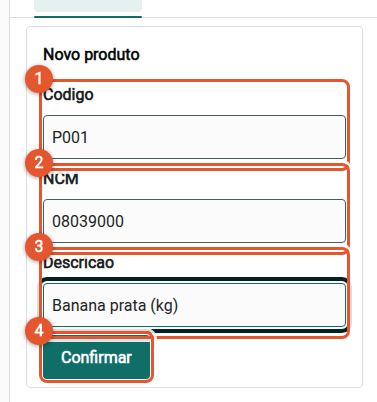 Novo produto
1
Codigo
P001
2
NCM
08039000
3
Descricao
Banana prata (kg)
4
Confirmar